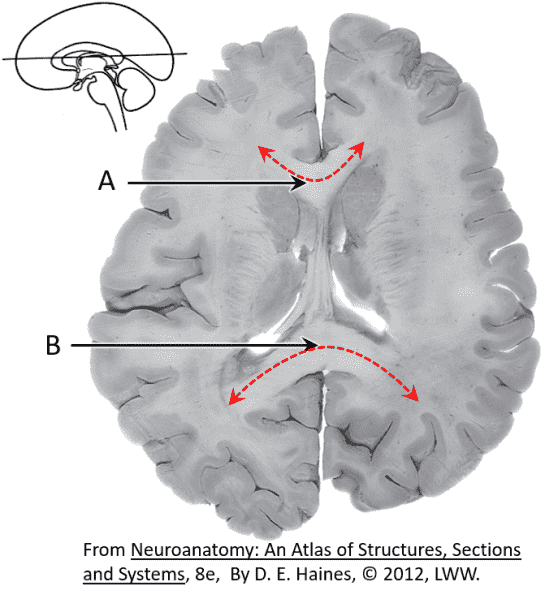 A
B
From Neuroanatomy: An Atlas of Structures, Sections
and Systems, 8e,  By D. E. Haines, © 2012, LWW.